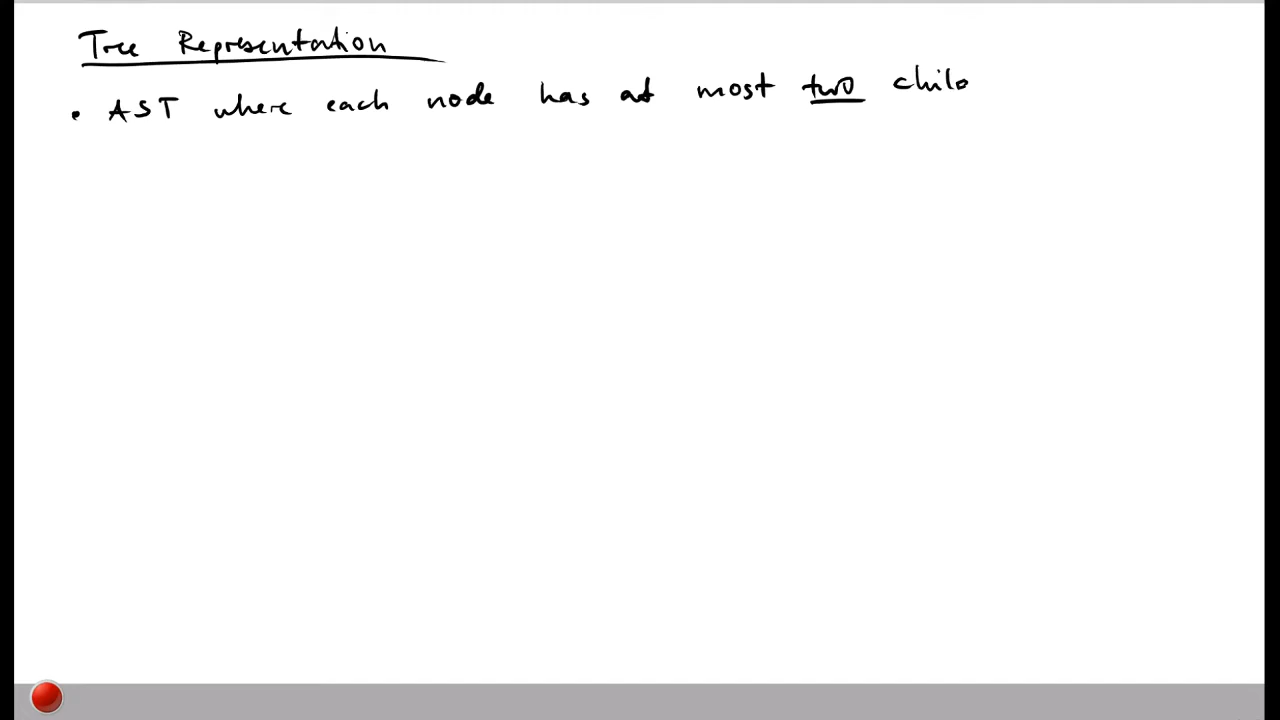 Tree Representation
• AST where each node has at most two chilo